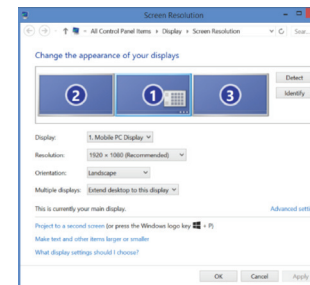 Screen Resolution
« All Control Panel Items › Display › Screen Resolution
Change the appearance of your displays
2
1
3
Detect
Identify
Display: 1. Mobile PC Display
Resolution: 1920 × 1080 (Recommended)
Orientation: Landscape
Multiple displays: Extend desktop to this display
This is currently your main display.
Advanced setti
Project to a second screen (or press the Windows logo key + P)
Make text and other items larger or smaller
What display settings should I choose?
OK
Cancel
Apply